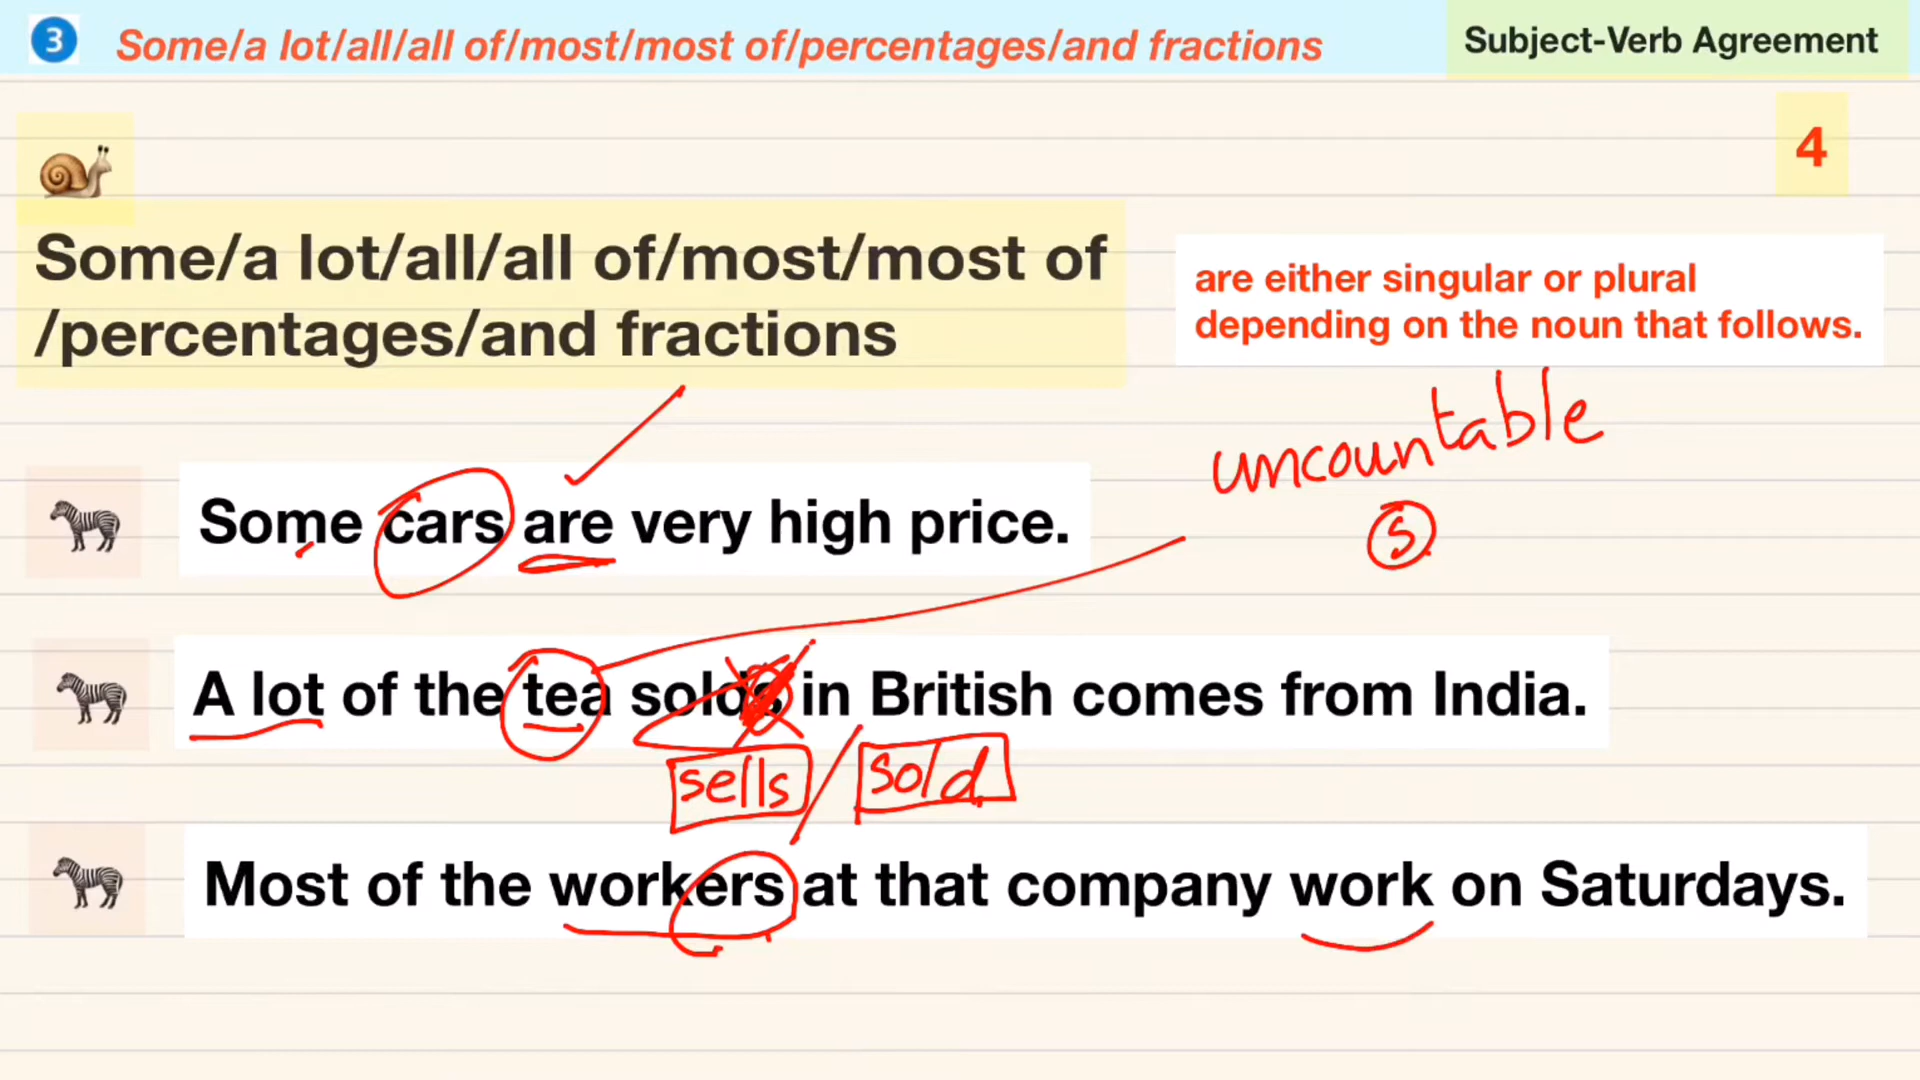 3 Some/a lot/all/all of/most/most of/percentages/and fractions
Subject-Verb Agreement
4
Some/a lot/all/all of/most/most of
/percentages/and fractions
are either singular or plural
depending on the noun that follows.
uncountable
S
Some cars are very high price.
A lot of the tea solds in British comes from India.
sells / sold
Most of the workers at that company work on Saturdays.